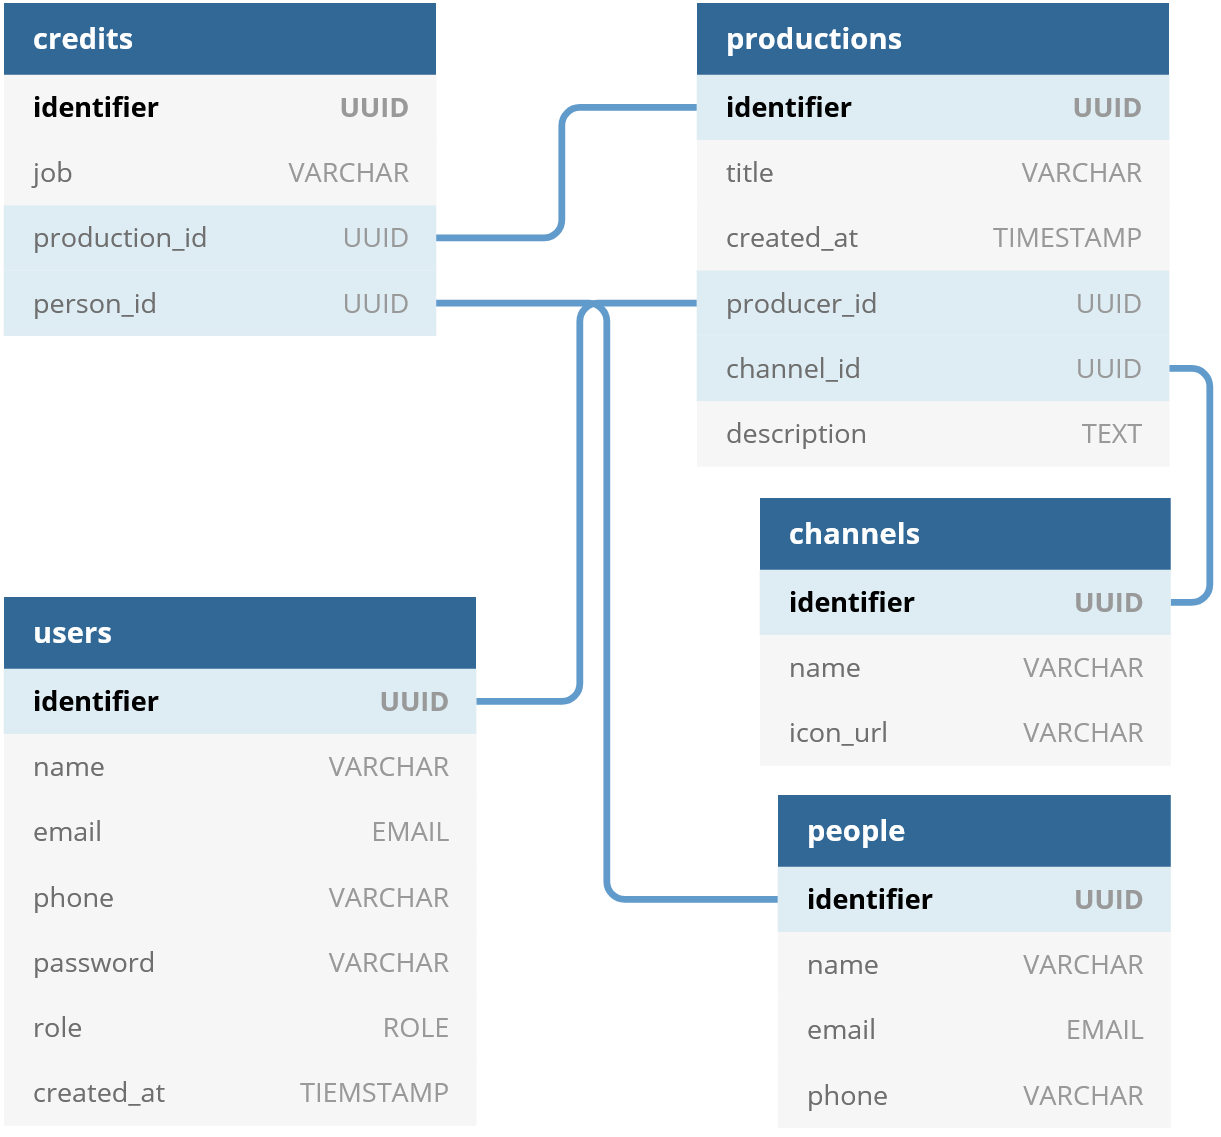 credits
identifier UUID
job VARCHAR
production_id UUID
person_id UUID
productions
identifier UUID
title VARCHAR
created_at TIMESTAMP
producer_id UUID
channel_id UUID
description TEXT
channels
identifier UUID
name VARCHAR
icon_url VARCHAR
users
identifier UUID
name VARCHAR
email EMAIL
phone VARCHAR
password VARCHAR
role ROLE
created_at TIEMSTAMP
people
identifier UUID
name VARCHAR
email EMAIL
phone VARCHAR